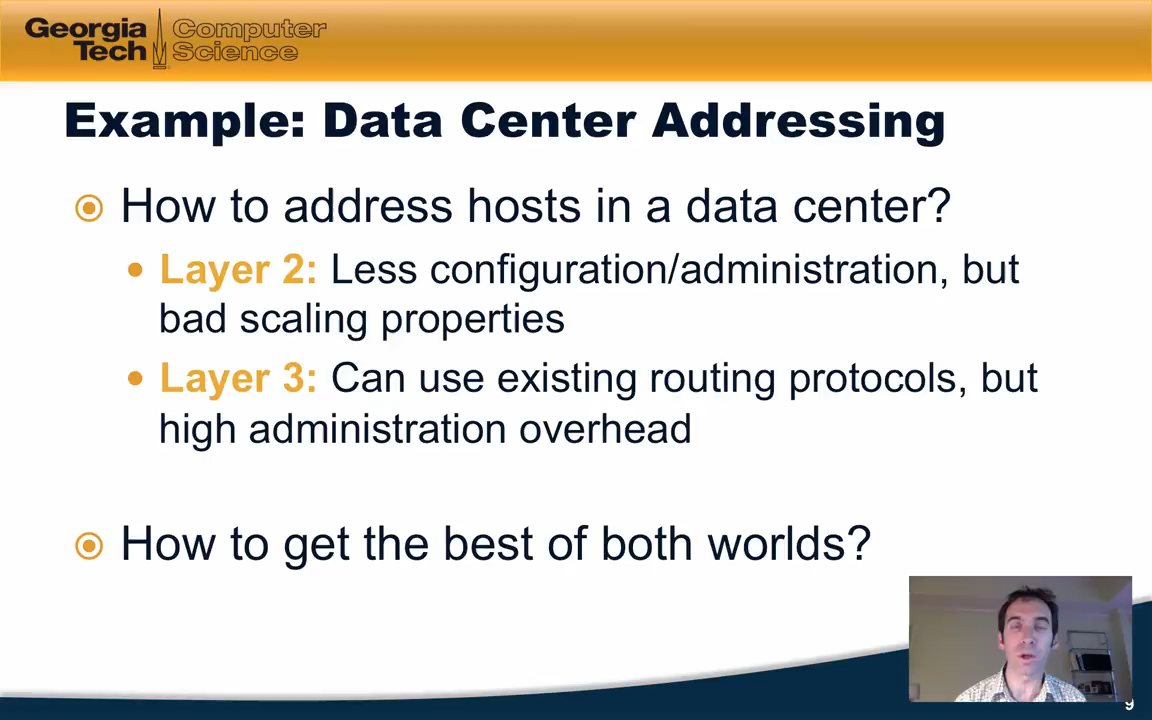 Georgia Tech
Computer Science
Example: Data Center Addressing
How to address hosts in a data center?
Layer 2: Less configuration/administration, but
bad scaling properties
Layer 3: Can use existing routing protocols, but
high administration overhead
How to get the best of both worlds?
9